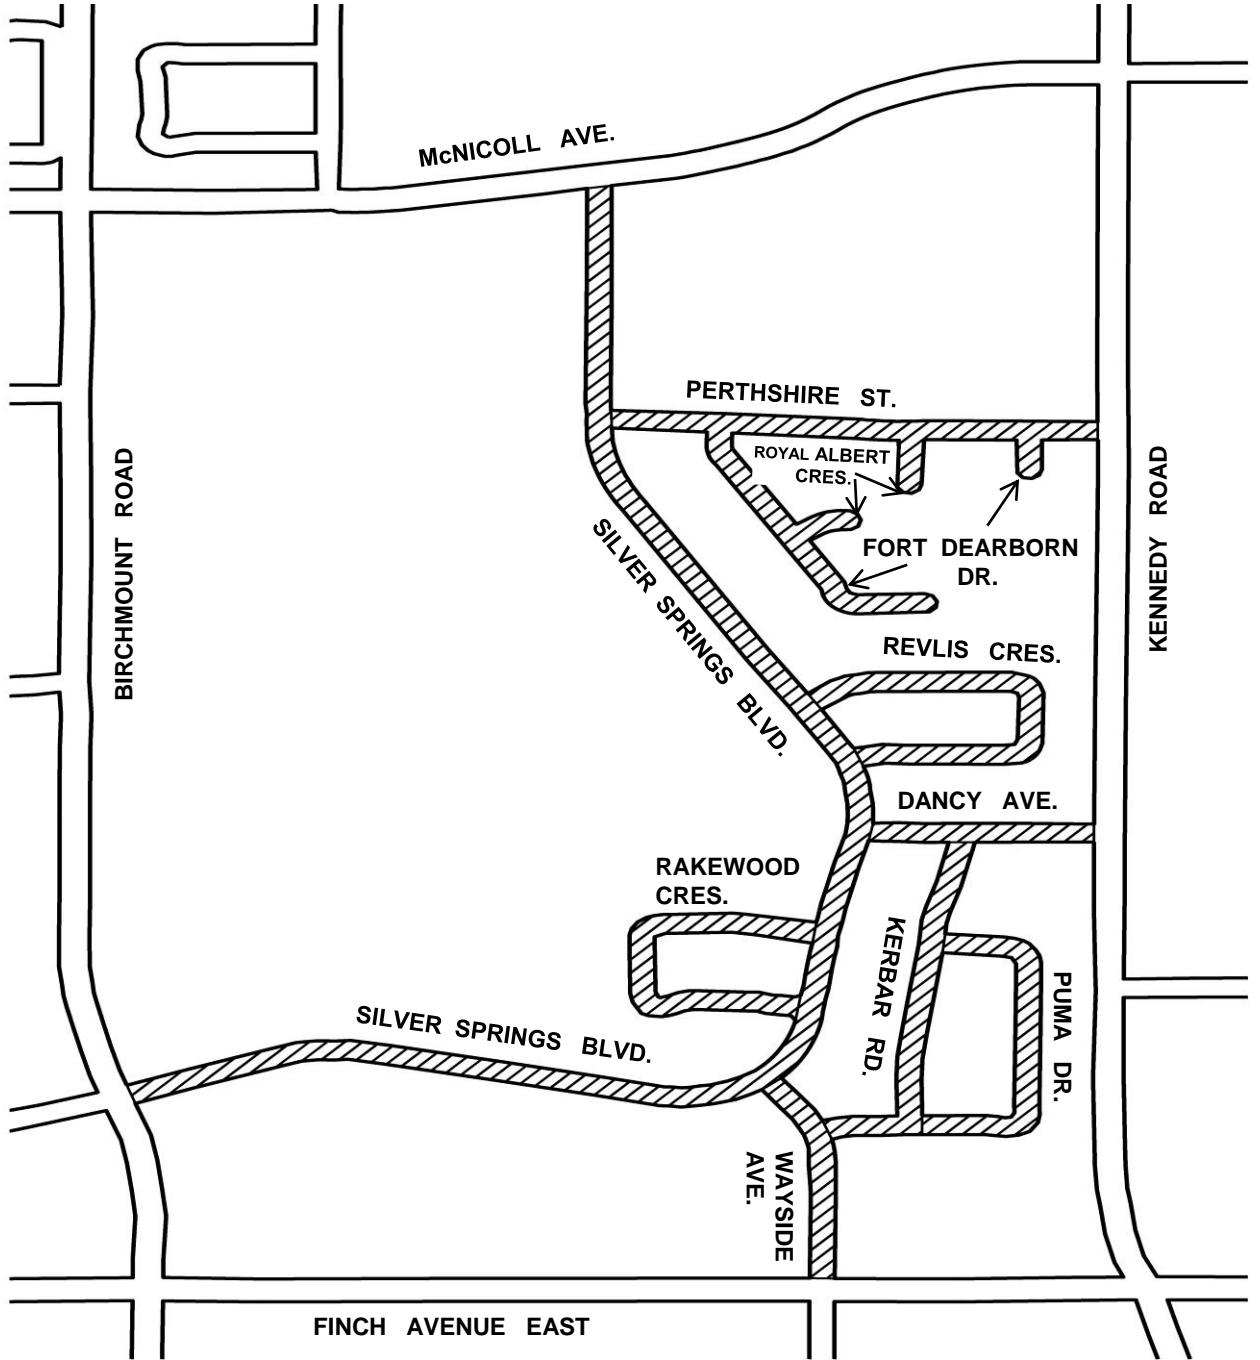 McNICOLL AVE.
PERTHSHIRE ST.
ROYAL ALBERT
CRES.
BIRCHMOUNT ROAD
KENNEDY ROAD
FORT DEARBORN
DR.
SILVER SPRINGS BLVD.
REVLIS CRES.
DANCY AVE.
RAKEWOOD
CRES.
KERBAR RD.
PUMA DR.
SILVER SPRINGS BLVD.
WAYSIDE
AVE.
FINCH AVENUE EAST